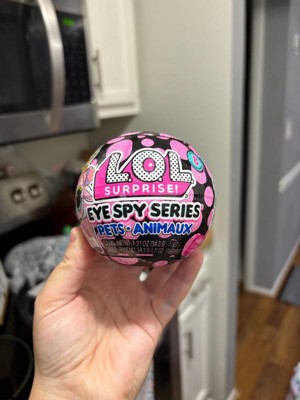 L.O.L
SURPRISE!
EYE SPY SERIES
PETS • ANIMAUX